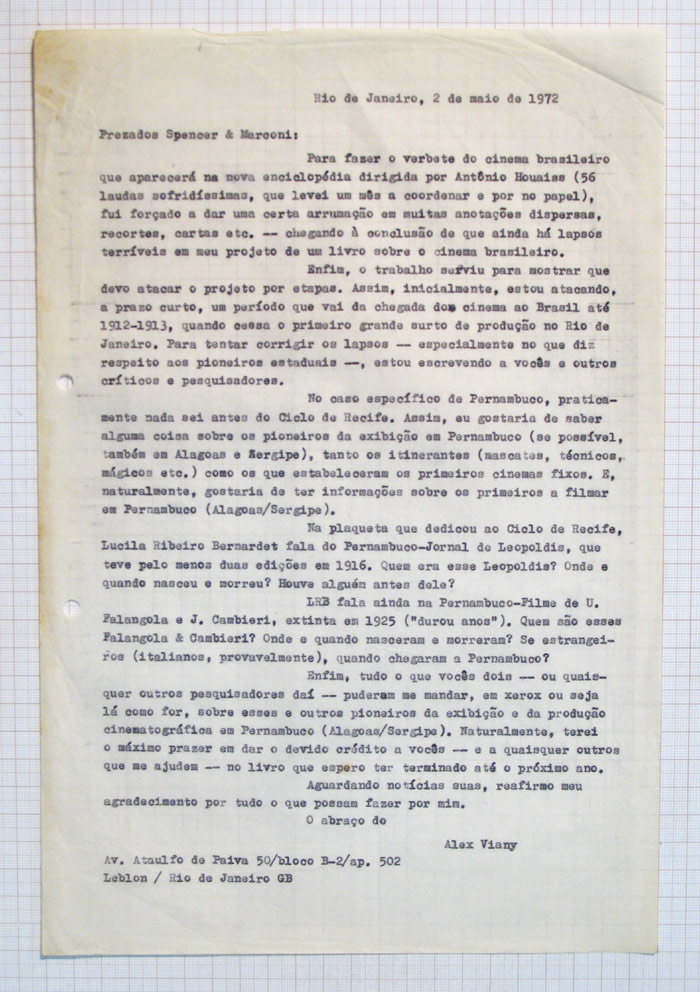 Rio de Janeiro, 2 de maio de 1972
Prezados Spencer & Marconi:
Para fazer o verbete do cinema brasileiro
que aparecerá na nova enciclopédia dirigida por Antônio Houaiss (56
laudas sofridíssimas, que levei um mês a coordenar e por no papel),
fui forçado a dar uma certa arrumação em muitas anotações dispersas,
recortes, cartas etc. -- chegando à conclusão de que ainda há lapsos
terríveis em meu projeto de um livro sobre o cinema brasileiro.
Enfim, o trabalho serviu para mostrar que
devo atacar o projeto por etapas. Assim, inicialmente, estou atacando,
a prazo curto, um período que vai da chegada do cinema ao Brasil até
1912-1913, quando cessa o primeiro grande surto de produção no Rio de
Janeiro. Para tentar corrigir os lapsos -- especialmente no que diz
respeito aos pioneiros estaduais --, estou escrevendo a vocês e outros
críticos e pesquisadores.
No caso específico de Pernambuco, pratica-
mente nada sei antes do Ciclo de Recife. Assim, eu gostaria de saber
alguma coisa sobre os pioneiros da exibição em Pernambuco (se possível,
também em Alagoas e Sergipe), tanto os itinerantes (mascates, técnicos,
mágicos etc.) como os que estabeleceram os primeiros cinemas fixos. E,
naturalmente, gostaria de ter informações sobre os primeiros a filmar
em Pernambuco (Alagoas/Sergipe).
Na plaqueta que dedicou ao Ciclo de Recife,
Lucila Ribeiro Bernardet fala do Pernambuco-Jornal de Leopoldis, que
teve pelo menos duas edições em 1916. Quem era esse Leopoldis? Onde e
quando nasceu e morreu? Houve alguém antes dele?
LRB fala ainda na Pernambuco-Filme de U.
Falangola e J. Cambieri, extinta em 1925 ("durou anos"). Quem são esses
Falangola & Cambieri? Onde e quando nasceram e morreram? Se estrangei-
ros (italianos, provavelmente), quando chegaram a Pernambuco?
Enfim, tudo o que vocês dois -- ou quais-
quer outros pesquisadores daí -- puderam me mandar, em xerox ou seja
lá como for, sobre esses e outros pioneiros da exibição e da produção
cinematográfica em Pernambuco (Alagoas/Sergipe). Naturalmente, terei
o máximo prazer em dar o devido crédito a vocês -- e a quaisquer outros
que me ajudem -- no livro que espero ter terminado até o próximo ano.
Aguardando notícias suas, reafirmo meu
agradecimento por tudo o que possam fazer por mim.
O abraço do
Alex Viany
Av. Ataulfo de Paiva 50/bloco B-2/ap. 502
Leblon / Rio de Janeiro GB